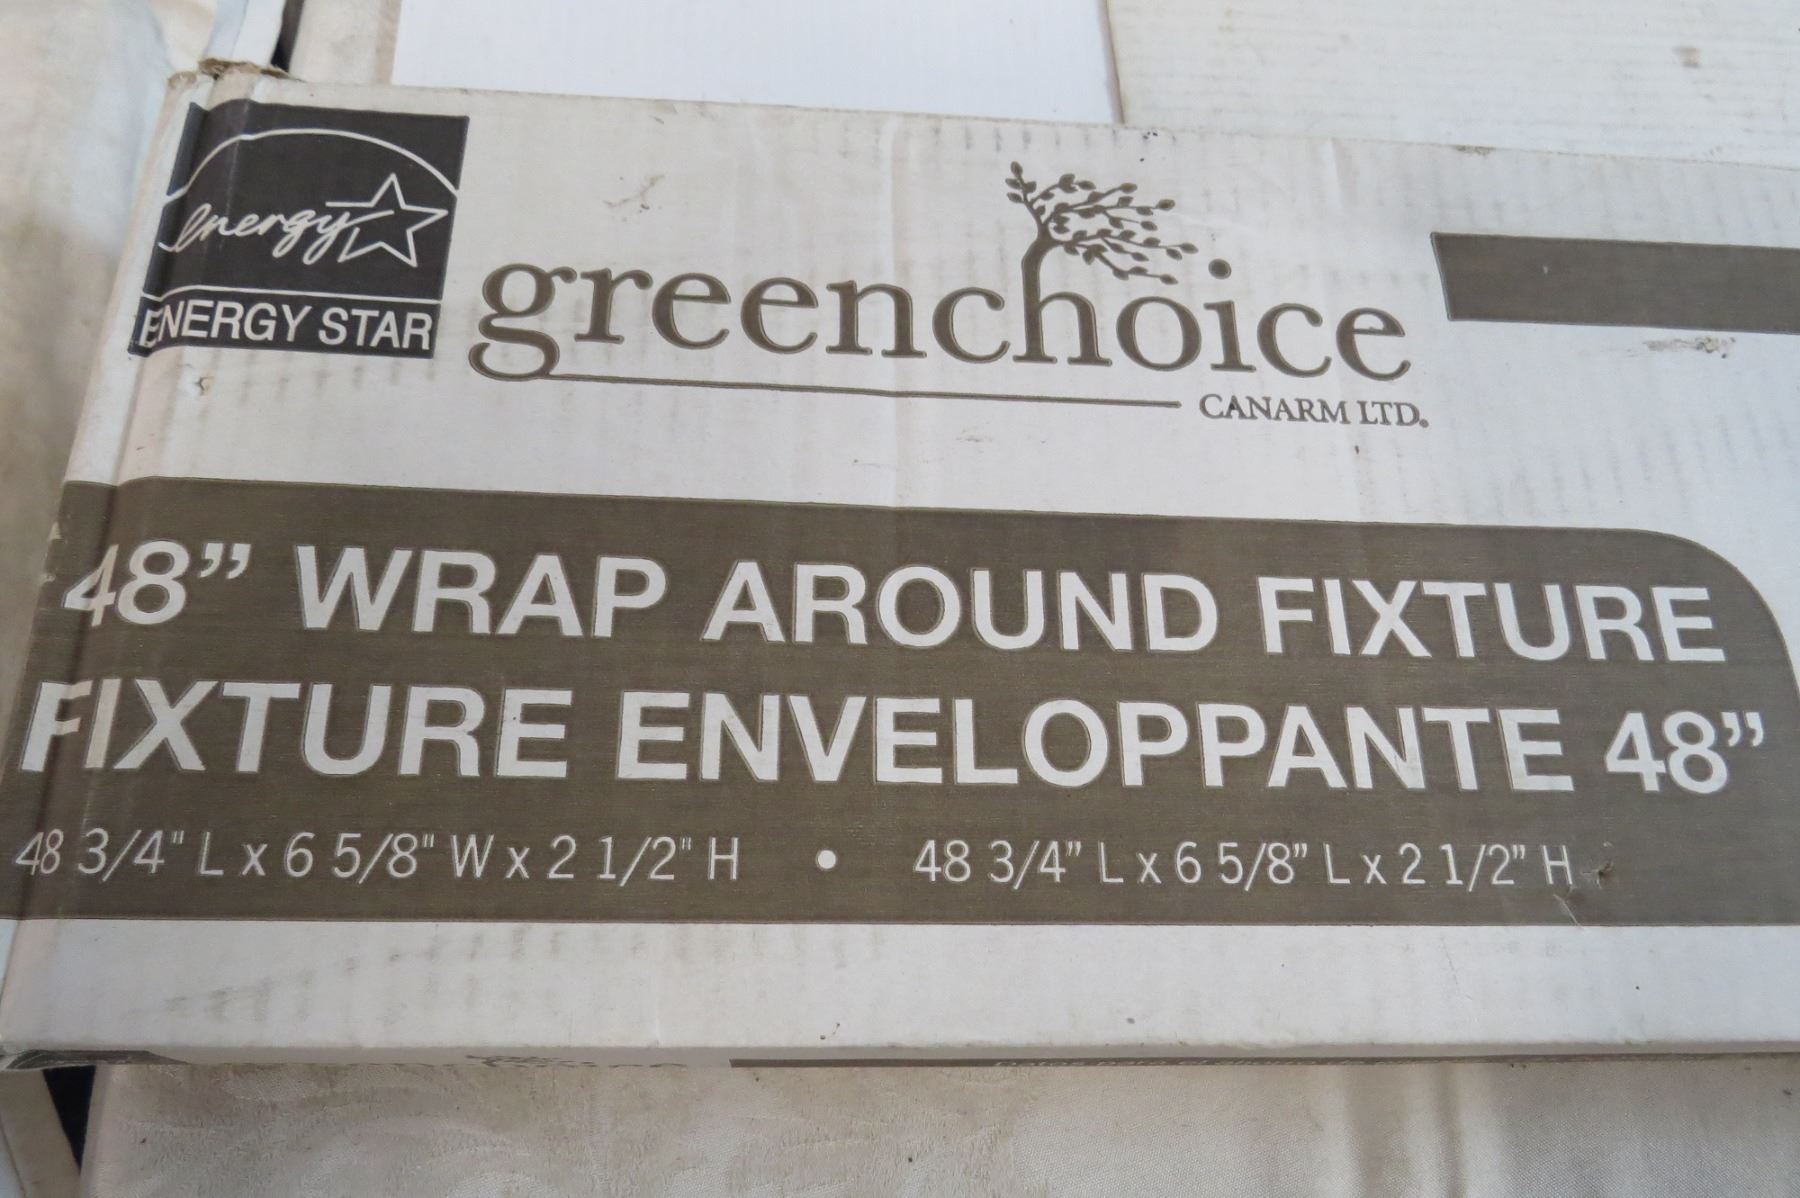 energy
ENERGY STAR
greenchoice
CANARM LTD.
48” WRAP AROUND FIXTURE
FIXTURE ENVELOPPANTE 48”
48 3/4" L x 6 5/8" W x 2 1/2" H • 48 3/4” L x 6 5/8” L x 2 1/2” H